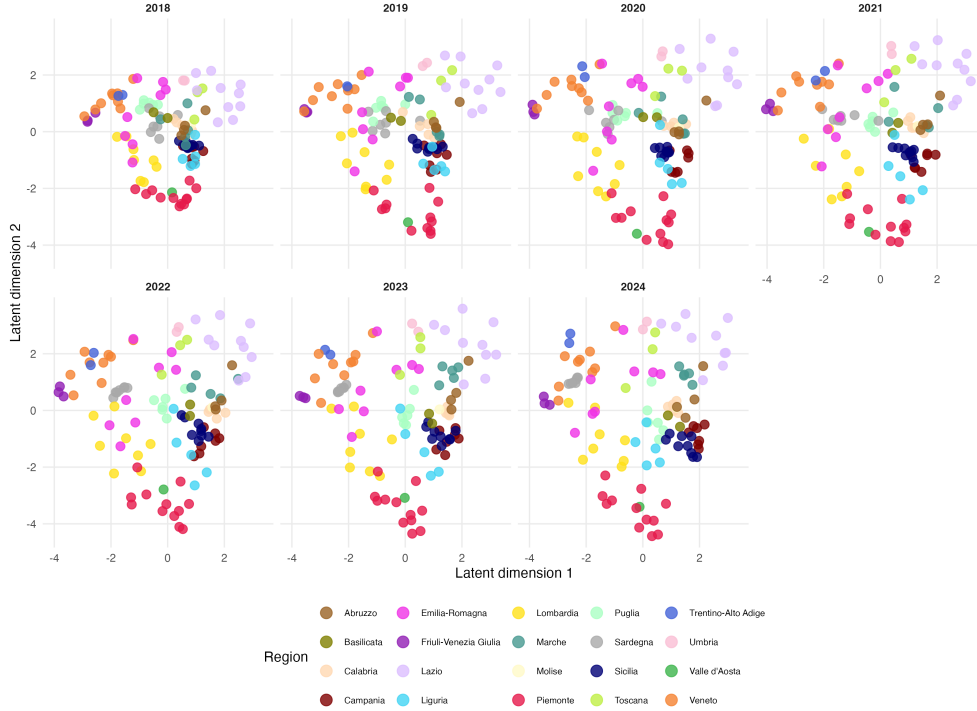 2018 2019 2020 2021
2
0
-2
-4
-4 -2 0 2
Latent dimension 2
2022 2023 2024
2
0
-2
-4
-4 -2 0 2 -4 -2 0 2 -4 -2 0 2
Latent dimension 1
Region
Abruzzo Emilia-Romagna Lombardia Puglia Trentino-Alto Adige
Basilicata Friuli-Venezia Giulia Marche Sardegna Umbria
Calabria Lazio Molise Sicilia Valle d'Aosta
Campania Liguria Piemonte Toscana Veneto